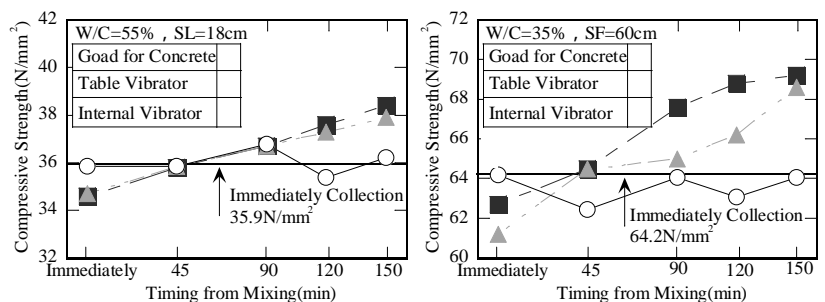 W/C=55% , SL=18cm
Goad for Concrete
Table Vibrator
Internal Vibrator
Compressive Strength(N/mm²)
42
40
38
36
34
32
Immediately Collection
35.9N/mm²
Immediately
45
90
120
150
Timing from Mixing(min)
W/C=35% , SF=60cm
Goad for Concrete
Table Vibrator
Internal Vibrator
Compressive Strength(N/mm²)
72
70
68
66
64
62
60
Immediately Collection
64.2N/mm²
Immediately
45
90
120
150
Timing from Mixing(min)